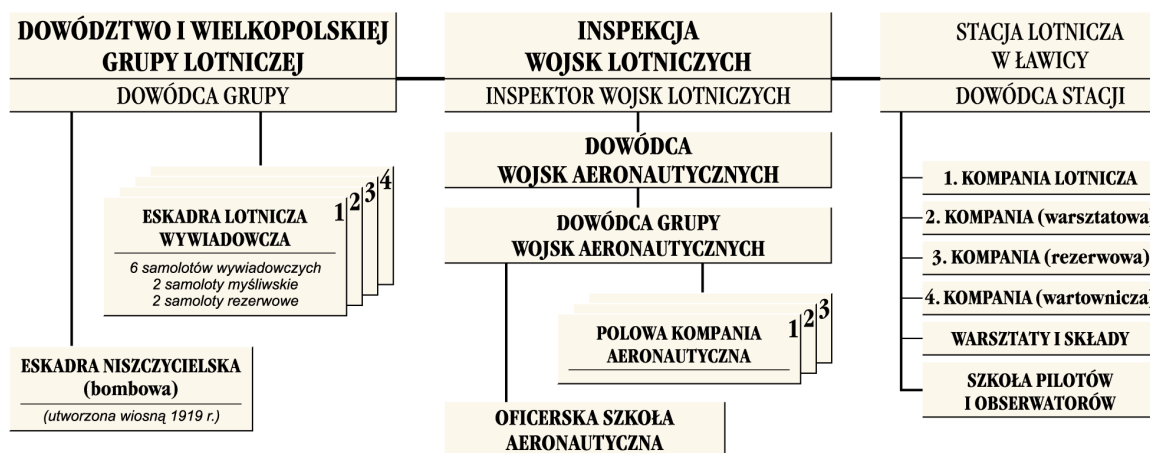 DOWÓDZTWO I WIELKOPOLSKIEJ
GRUPY LOTNICZEJ
DOWÓDCA GRUPY
ESKADRA LOTNICZA
WYWIADOWCZA
6 samolotów wywiadowczych
2 samoloty myśliwskie
2 samoloty rezerwowe
1
2
3
4
ESKADRA NISZCZYCIELSKA
(bombowa)
(utworzona wiosną 1919 r.)
INSPEKCJA
WOJSK LOTNICZYCH
INSPEKTOR WOJSK LOTNICZYCH
DOWÓDCA
WOJSK AERONAUTYCZNYCH
DOWÓDCA GRUPY
WOJSK AERONAUTYCZNYCH
POLOWA KOMPANIA
AERONAUTYCZNA
1
2
3
OFICERSKA SZKOŁA
AERONAUTYCZNA
STACJA LOTNICZA
W ŁAWICY
DOWÓDCA STACJI
1. KOMPANIA LOTNICZA
2. KOMPANIA (warsztatowa)
3. KOMPANIA (rezerwowa)
4. KOMPANIA (wartownicza)
WARSZTATY I SKŁADY
SZKOŁA PILOTÓW
I OBSERWATORÓW